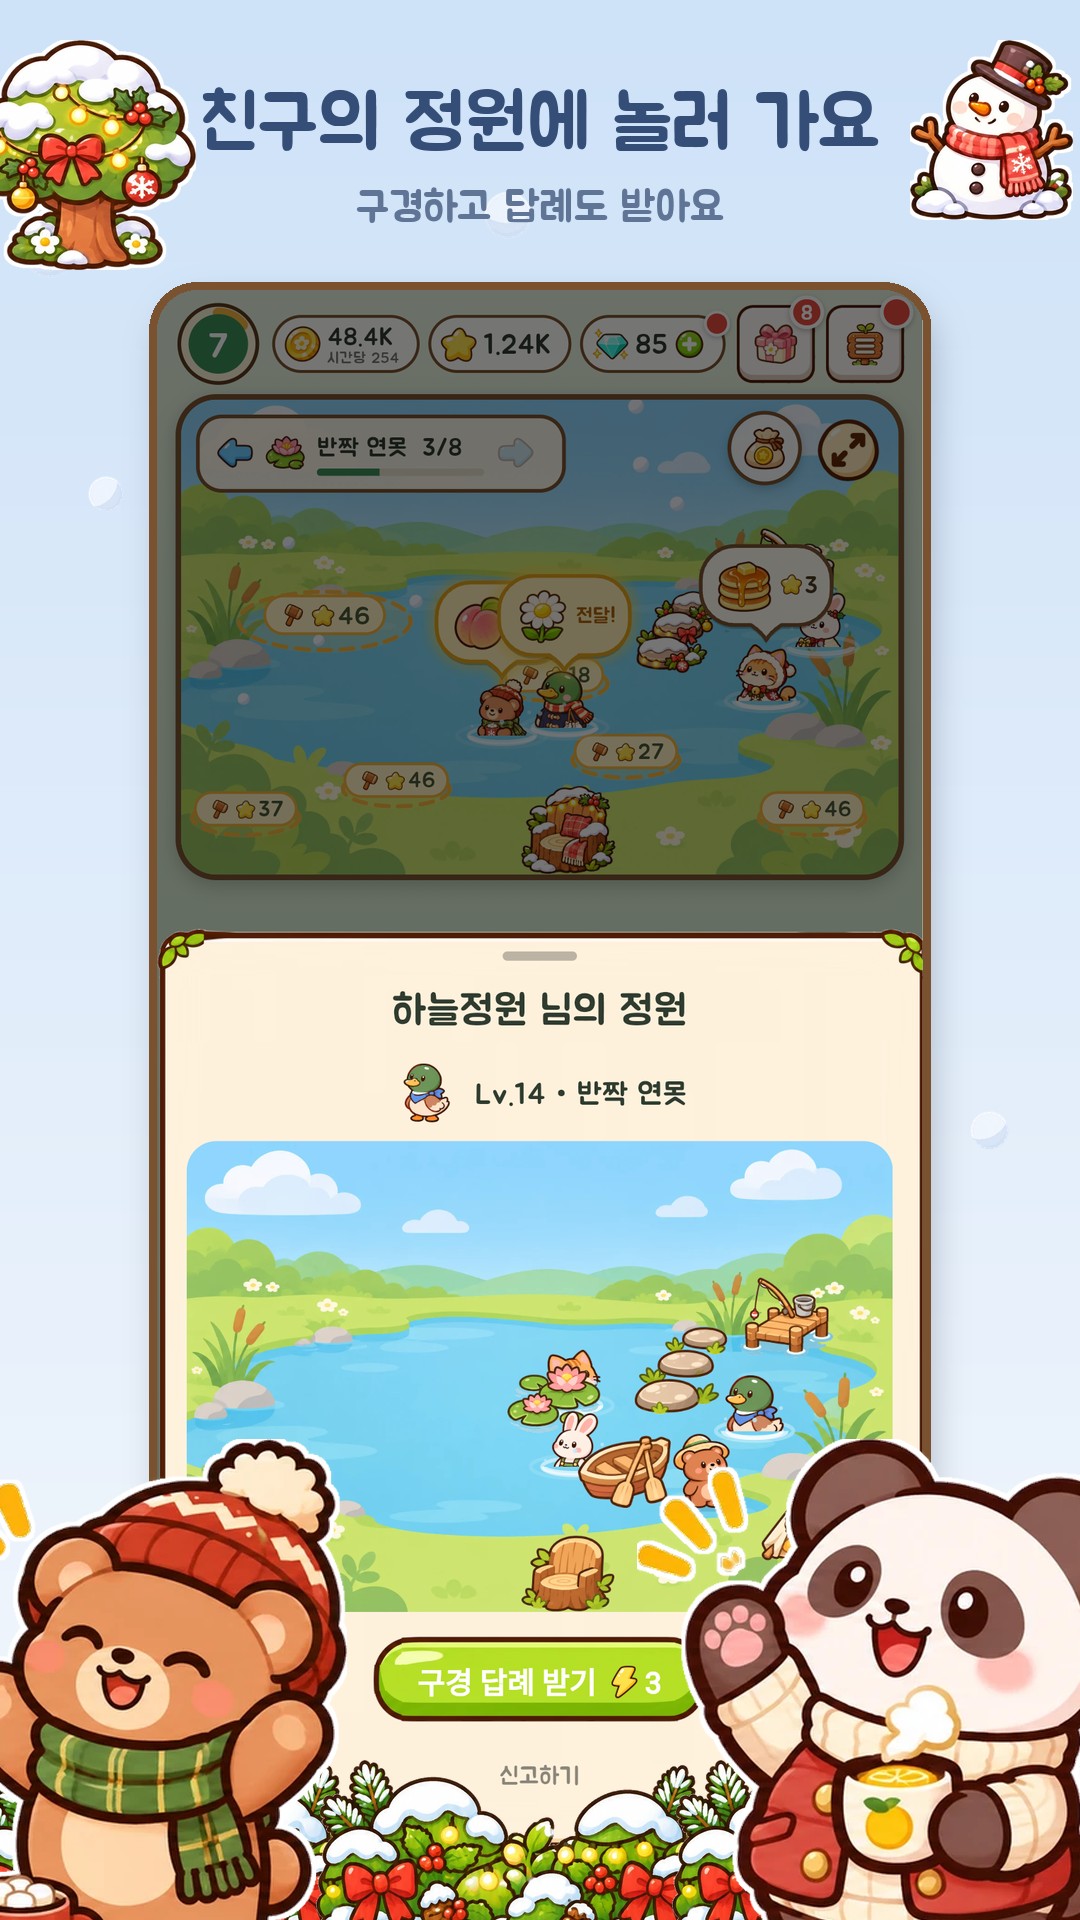 친구의 정원에 놀러 가요
구경하고 답례도 받아요
7
48.4K
시간당 254
1.24K
85
8
반짝 연못 3/8
3
전달!
46
18
27
46
37
46
하늘정원 님의 정원
Lv.14 • 반짝 연못
구경 답례 받기 3
신고하기